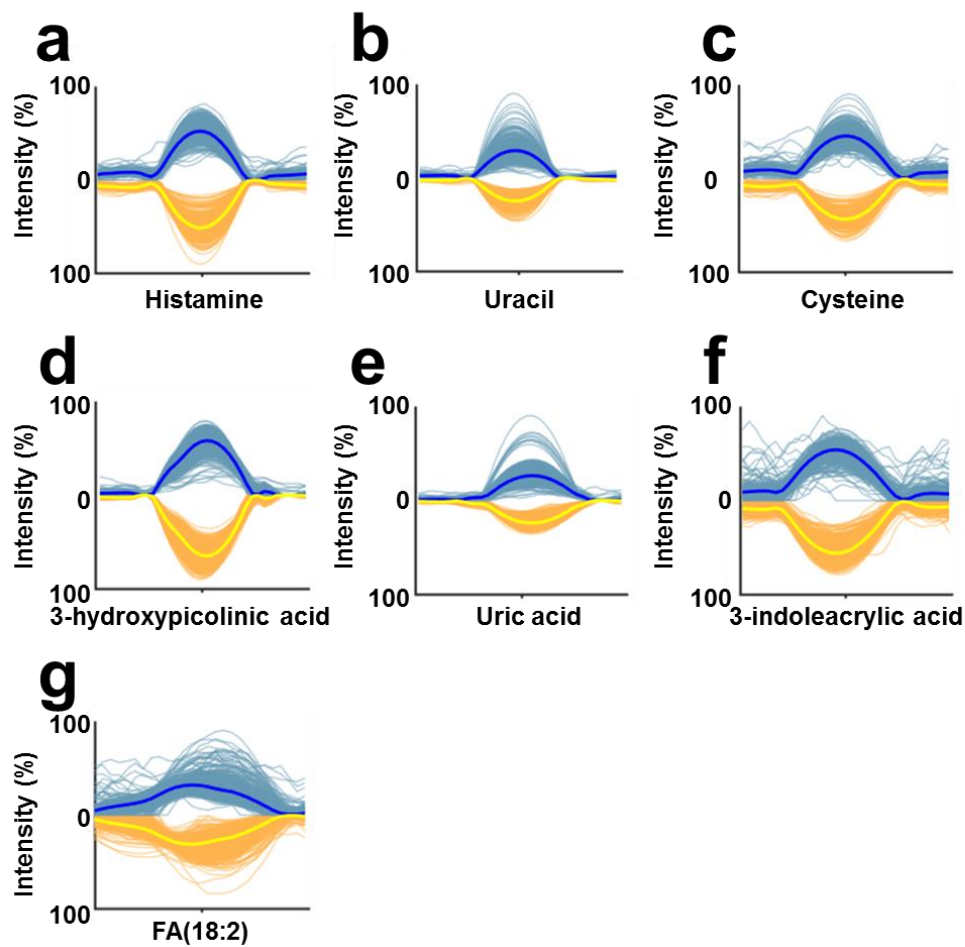 a
b
c
100
0
100
Intensity (%)
Histamine
100
0
100
Intensity (%)
Uracil
100
0
100
Intensity (%)
Cysteine
d
e
f
100
0
100
Intensity (%)
3-hydroxypicolinic acid
100
0
100
Intensity (%)
Uric acid
100
0
100
Intensity (%)
3-indoleacrylic acid
g
100
0
100
Intensity (%)
FA(18:2)